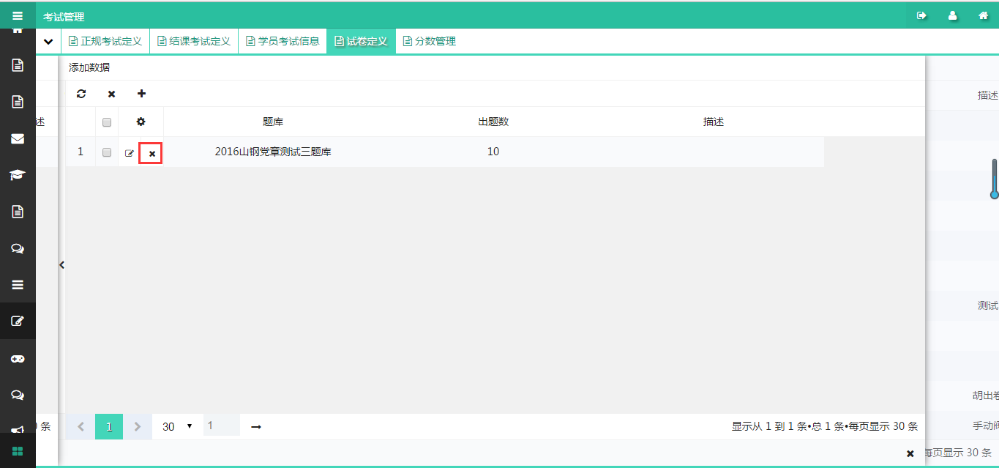 考试管理
正规考试定义 结课考试定义 学员考试信息 试卷定义 分数管理
添加数据
描述
述 题库 出题数 描述
1 2016山钢党章测试三题库 10
测试
胡出卷
手动阅
条 1 30 1 显示从 1 到 1 条•总 1 条•每页显示 30 条
每页显示 30 条